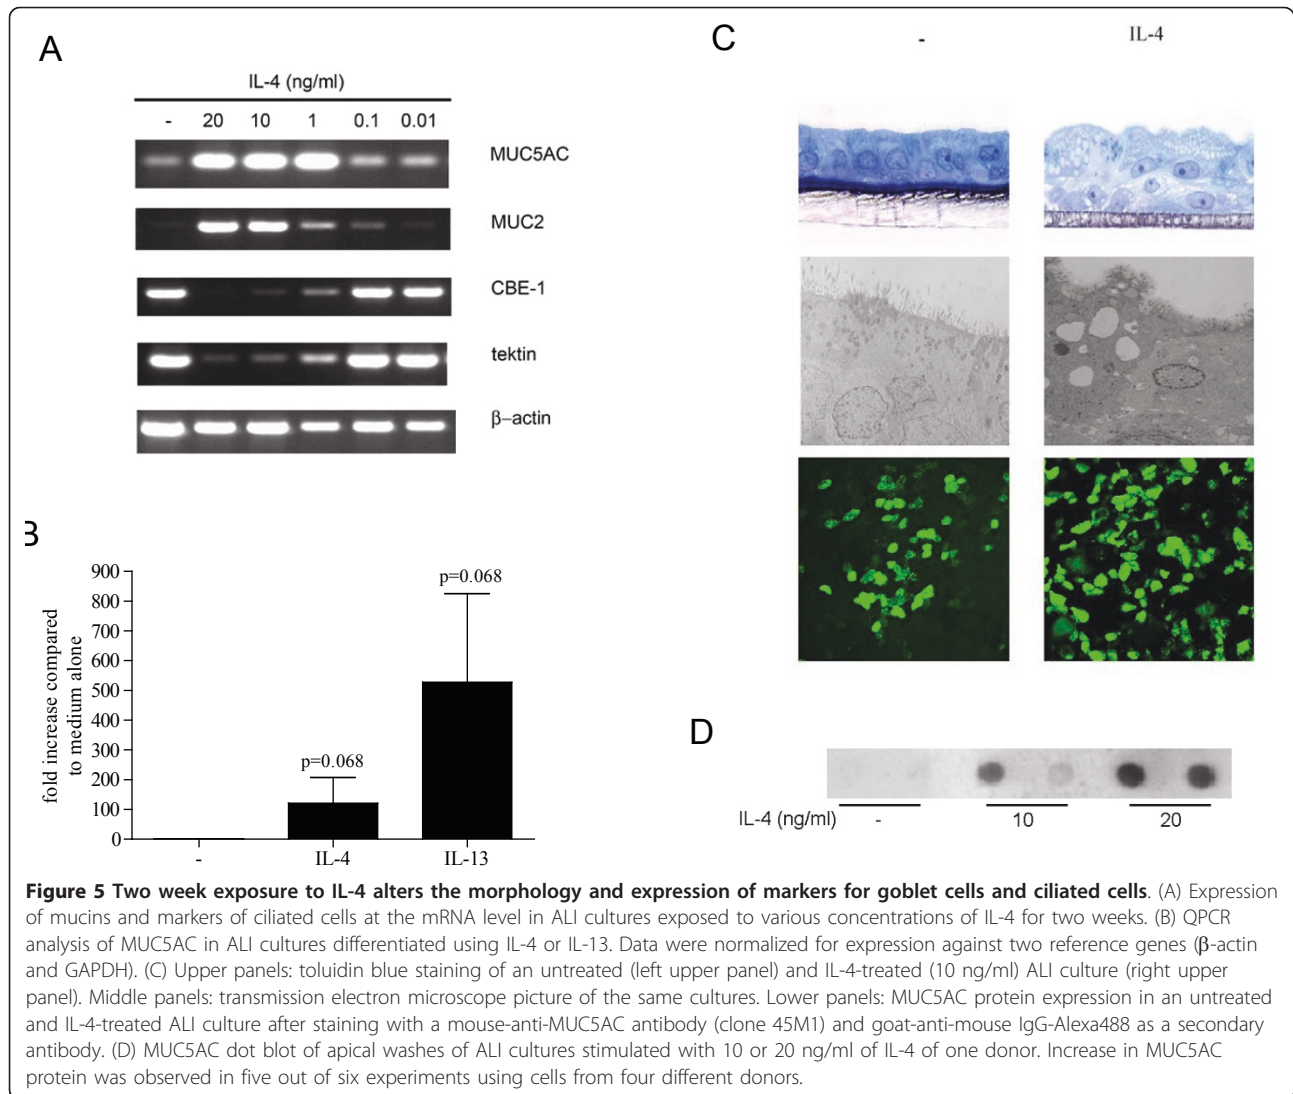 A
IL-4 (ng/ml)
- 20 10 1 0.1 0.01
MUC5AC
MUC2
CBE-1
tektin
β–actin
B
fold increase compared
to medium alone
900
800
700
600
500
400
300
200
100
0
p=0.068
p=0.068
- IL-4 IL-13
C
- IL-4
D
IL-4 (ng/ml) - 10 20
Figure 5 Two week exposure to IL-4 alters the morphology and expression of markers for goblet cells and ciliated cells. (A) Expression
of mucins and markers of ciliated cells at the mRNA level in ALI cultures exposed to various concentrations of IL-4 for two weeks. (B) QPCR
analysis of MUC5AC in ALI cultures differentiated using IL-4 or IL-13. Data were normalized for expression against two reference genes (β-actin
and GAPDH). (C) Upper panels: toluidin blue staining of an untreated (left upper panel) and IL-4-treated (10 ng/ml) ALI culture (right upper
panel). Middle panels: transmission electron microscope picture of the same cultures. Lower panels: MUC5AC protein expression in an untreated
and IL-4-treated ALI culture after staining with a mouse-anti-MUC5AC antibody (clone 45M1) and goat-anti-mouse IgG-Alexa488 as a secondary
antibody. (D) MUC5AC dot blot of apical washes of ALI cultures stimulated with 10 or 20 ng/ml of IL-4 of one donor. Increase in MUC5AC
protein was observed in five out of six experiments using cells from four different donors.